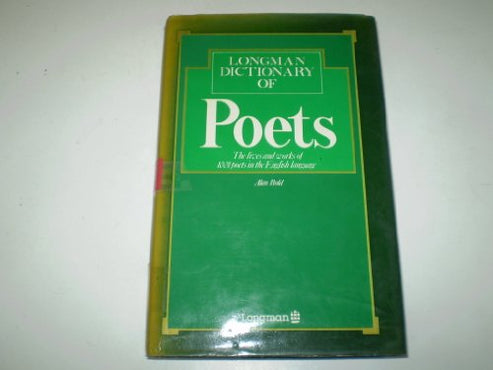 LONGMAN
DICTIONARY
OF
Poets
The lives and works of
1001 poets in the English language
Alan Bold
Longman